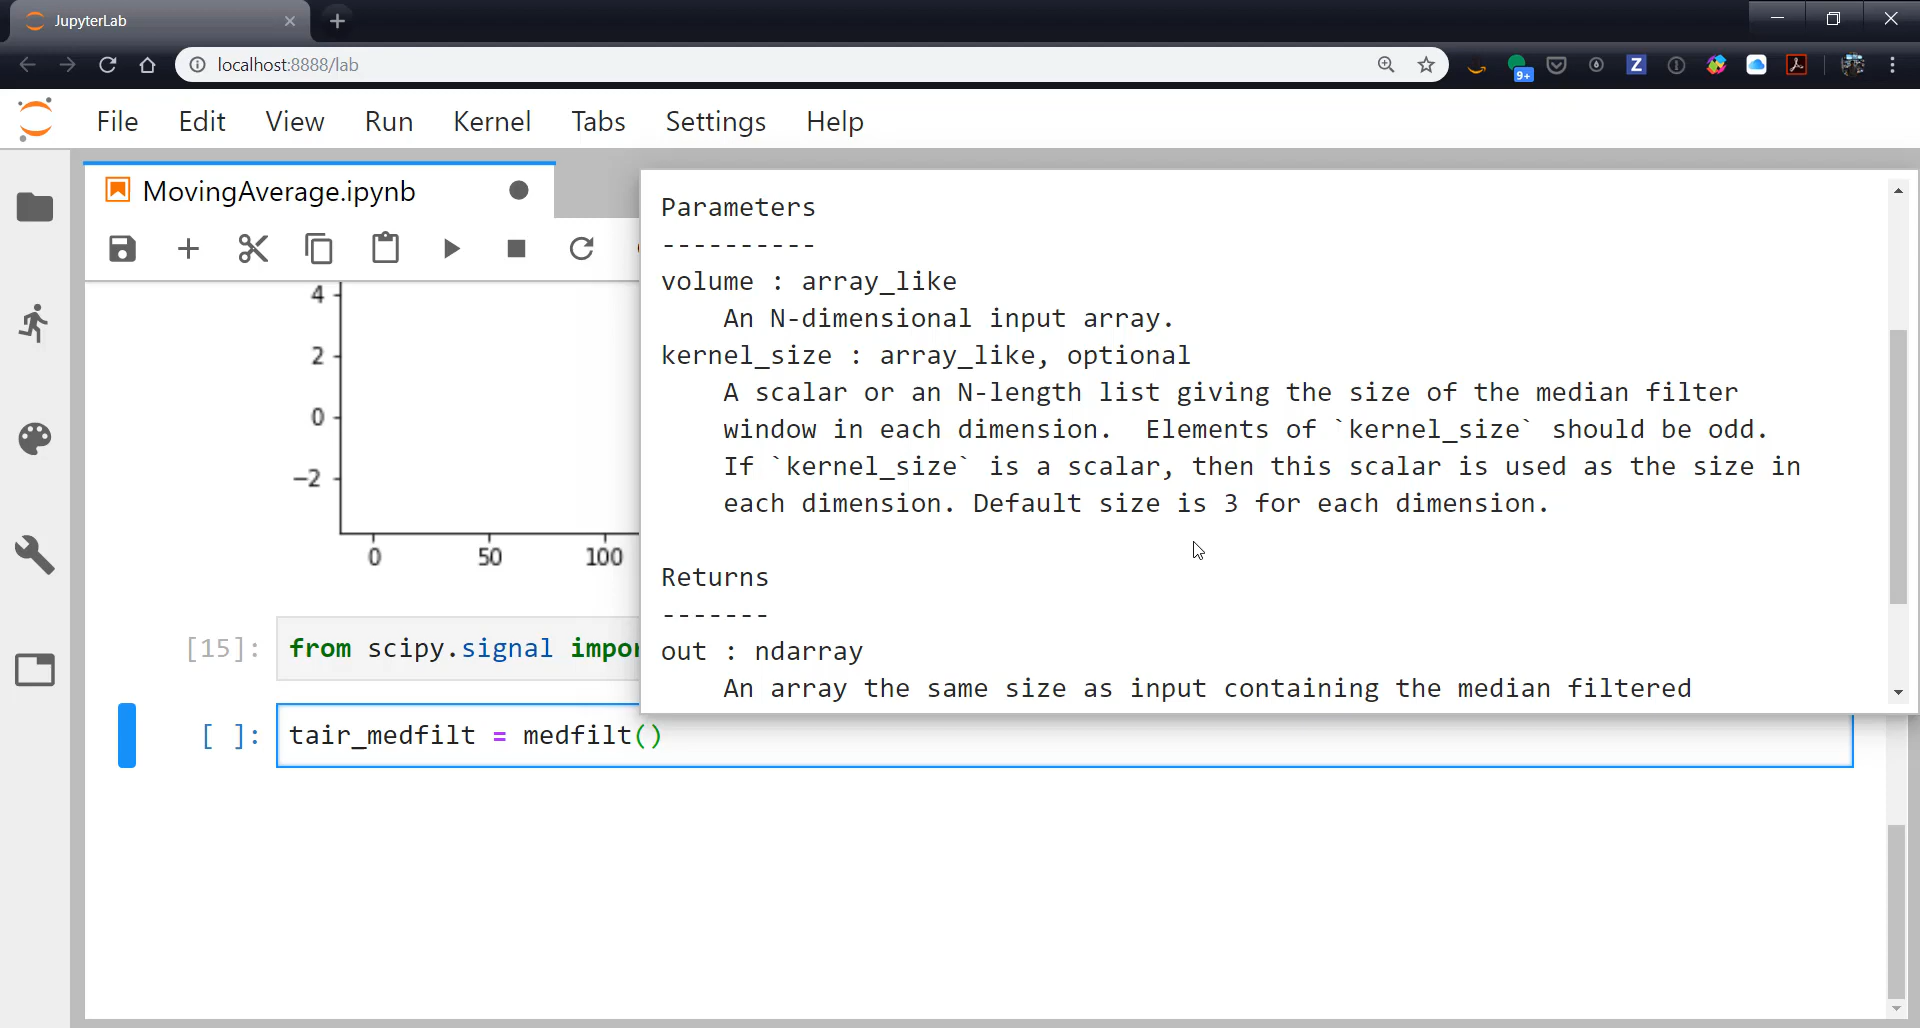 JupyterLab
localhost:8888/lab
9+
Z
File Edit View Run Kernel Tabs Settings Help
MovingAverage.ipynb
4
2
0
−2
0 50 100
Parameters
----------
volume : array_like
An N-dimensional input array.
kernel_size : array_like, optional
A scalar or an N-length list giving the size of the median filter
window in each dimension.  Elements of `kernel_size` should be odd.
If `kernel_size` is a scalar, then this scalar is used as the size in
each dimension. Default size is 3 for each dimension.
Returns
-------
out : ndarray
An array the same size as input containing the median filtered
[15]: from scipy.signal impor
[ ]: tair_medfilt = medfilt()